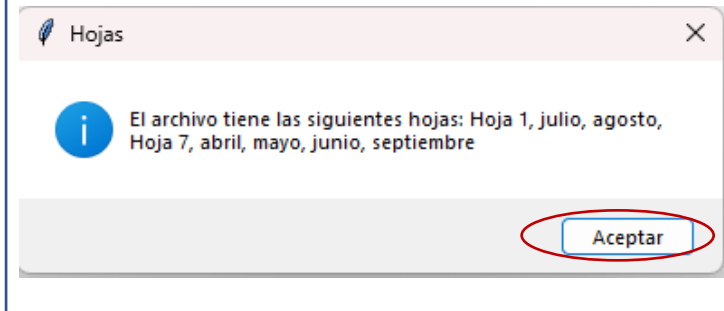 Hojas
El archivo tiene las siguientes hojas: Hoja 1, julio, agosto,
Hoja 7, abril, mayo, junio, septiembre
Aceptar